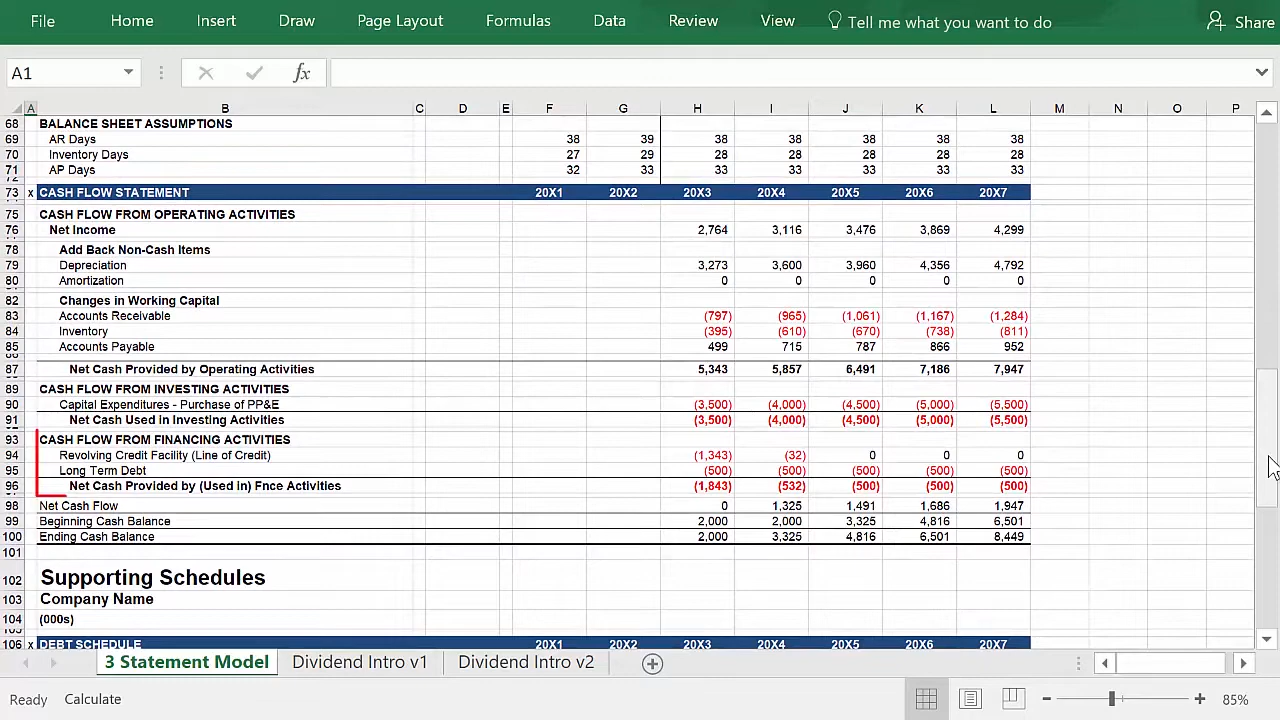 File Home Insert Draw Page Layout Formulas Data Review View Tell me what you want to do Share
A1 fx
A B C D E F G H I J K L M N O P
68 BALANCE SHEET ASSUMPTIONS
69 AR Days 38 39 38 38 38 38 38
70 Inventory Days 27 29 28 28 28 28 28
71 AP Days 32 33 33 33 33 33 33
73 x CASH FLOW STATEMENT 20X1 20X2 20X3 20X4 20X5 20X6 20X7
75 CASH FLOW FROM OPERATING ACTIVITIES
76 Net Income 2,764 3,116 3,476 3,869 4,299
78 Add Back Non-Cash Items
79 Depreciation 3,273 3,600 3,960 4,356 4,792
80 Amortization 0 0 0 0 0
82 Changes in Working Capital
83 Accounts Receivable (797) (965) (1,061) (1,167) (1,284)
84 Inventory (395) (610) (670) (738) (811)
85 Accounts Payable 499 715 787 866 952
87 Net Cash Provided by Operating Activities 5,343 5,857 6,491 7,186 7,947
89 CASH FLOW FROM INVESTING ACTIVITIES
90 Capital Expenditures - Purchase of PP&E (3,500) (4,000) (4,500) (5,000) (5,500)
91 Net Cash Used In Investing Activities (3,500) (4,000) (4,500) (5,000) (5,500)
93 CASH FLOW FROM FINANCING ACTIVITIES
94 Revolving Credit Facility (Line of Credit) (1,343) (32) 0 0 0
95 Long Term Debt (500) (500) (500) (500) (500)
96 Net Cash Provided by (Used In) Fnce Activities (1,843) (532) (500) (500) (500)
98 Net Cash Flow 0 1,325 1,491 1,686 1,947
99 Beginning Cash Balance 2,000 2,000 3,325 4,816 6,501
100 Ending Cash Balance 2,000 3,325 4,816 6,501 8,449
101
102 Supporting Schedules
103 Company Name
104 (000s)
106 x DEBT SCHEDULE 20X1 20X2 20X3 20X4 20X5 20X6 20X7
3 Statement Model Dividend Intro v1 Dividend Intro v2
Ready Calculate 85%